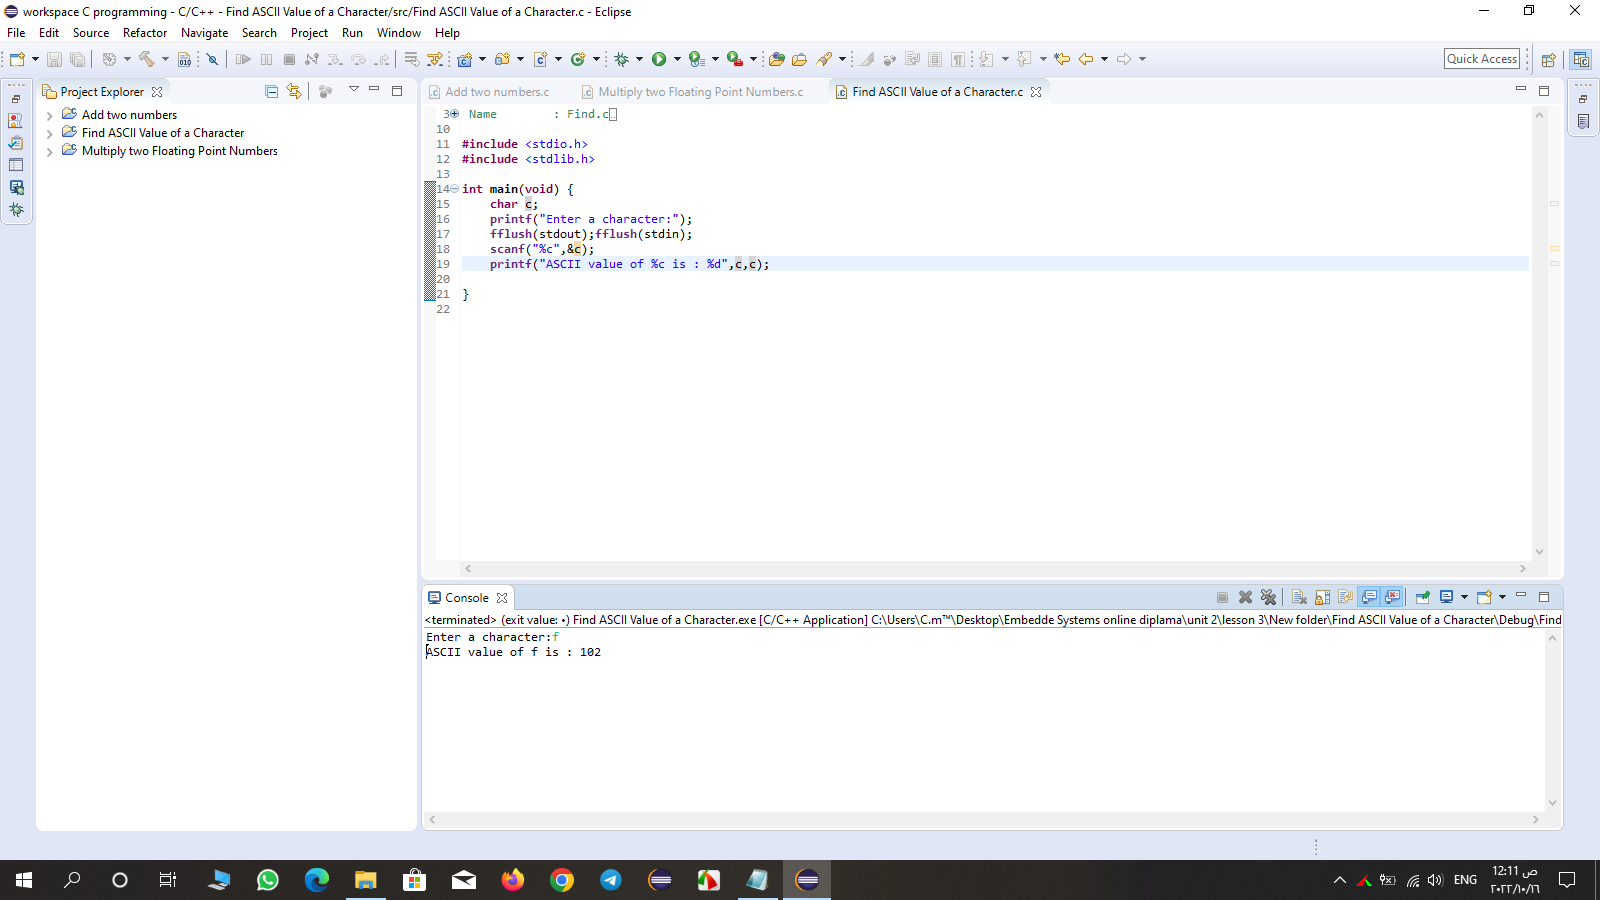 workspace C programming - C/C++ - Find ASCII Value of a Character/src/Find ASCII Value of a Character.c - Eclipse
File Edit Source Refactor Navigate Search Project Run Window Help
Quick Access
Project Explorer
Add two numbers
Find ASCII Value of a Character
Multiply two Floating Point Numbers
Add two numbers.c Multiply two Floating Point Numbers.c Find ASCII Value of a Character.c
3 Name : Find.c
10
11 #include <stdio.h>
12 #include <stdlib.h>
13
14 int main(void) {
15 char c;
16 printf("Enter a character:");
17 fflush(stdout);fflush(stdin);
18 scanf("%c",&c);
19 printf("ASCII value of %c is : %d",c,c);
20
21 }
22
Console
<terminated> (exit value: •) Find ASCII Value of a Character.exe [C/C++ Application] C:\Users\C.m™\Desktop\Embedde Systems online diplama\unit 2\lesson 3\New folder\Find ASCII Value of a Character\Debug\Find
Enter a character:f
ASCII value of f is : 102
ENG
12:11 ص
٢٠٢٢/١٠/١٦